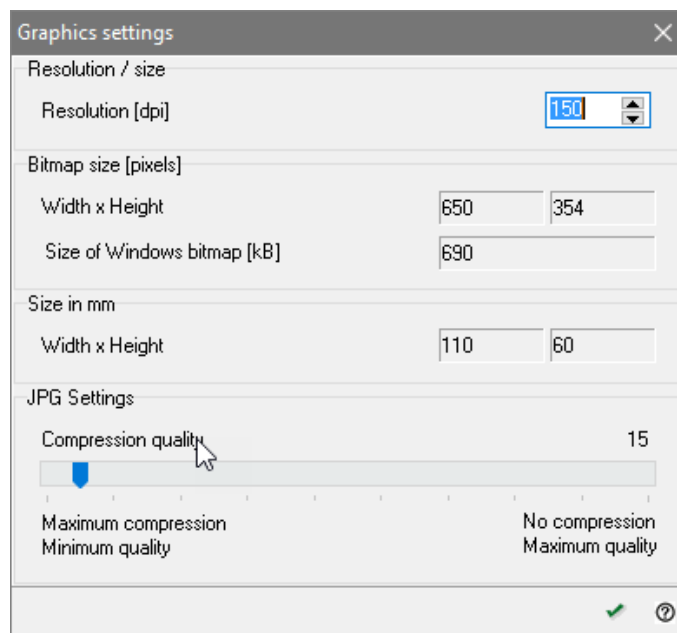 Graphics settings
Resolution / size
Resolution [dpi] 150
Bitmap size [pixels]
Width x Height 650 354
Size of Windows bitmap [kB] 690
Size in mm
Width x Height 110 60
JPG Settings
Compression quality 15
Maximum compression No compression
Minimum quality Maximum quality